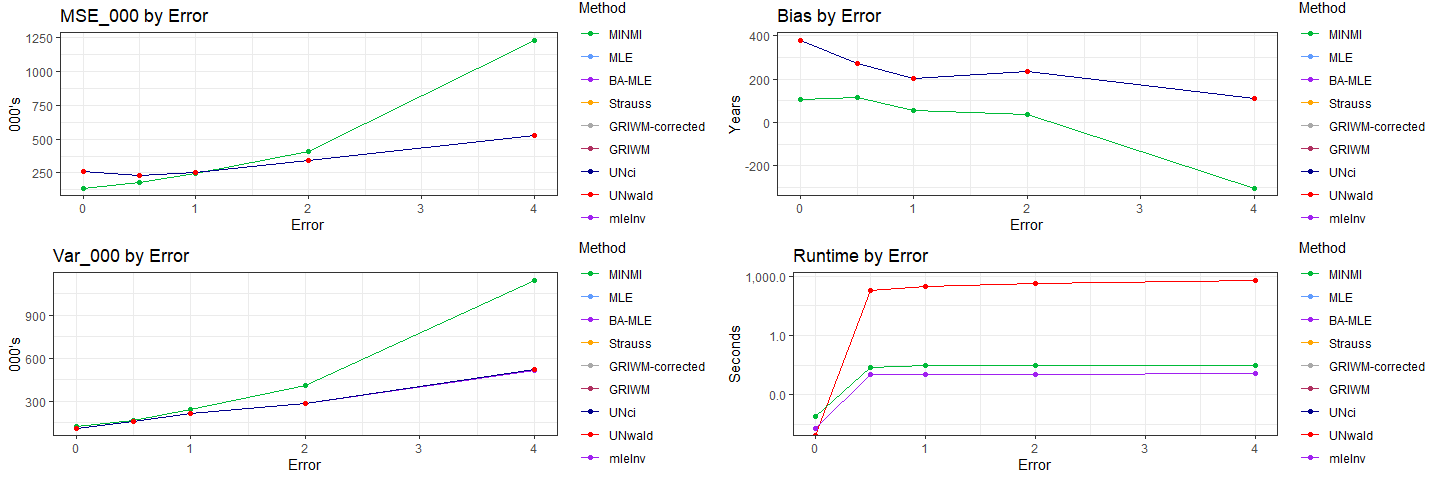 MSE_000 by Error
1250
1000
750
500
250
000's
0
1
2
3
4
Error
Method
MINMI
MLE
BA-MLE
Strauss
GRIWM-corrected
GRIWM
UNci
UNwald
mleInv
Bias by Error
400
200
0
-200
Years
0
1
2
3
4
Error
Method
MINMI
MLE
BA-MLE
Strauss
GRIWM-corrected
GRIWM
UNci
UNwald
mleInv
Var_000 by Error
900
600
300
000's
0
1
2
3
4
Error
Method
MINMI
MLE
BA-MLE
Strauss
GRIWM-corrected
GRIWM
UNci
UNwald
mleInv
Runtime by Error
1,000.0
1.0
0.0
Seconds
0
1
2
3
4
Error
Method
MINMI
MLE
BA-MLE
Strauss
GRIWM-corrected
GRIWM
UNci
UNwald
mleInv